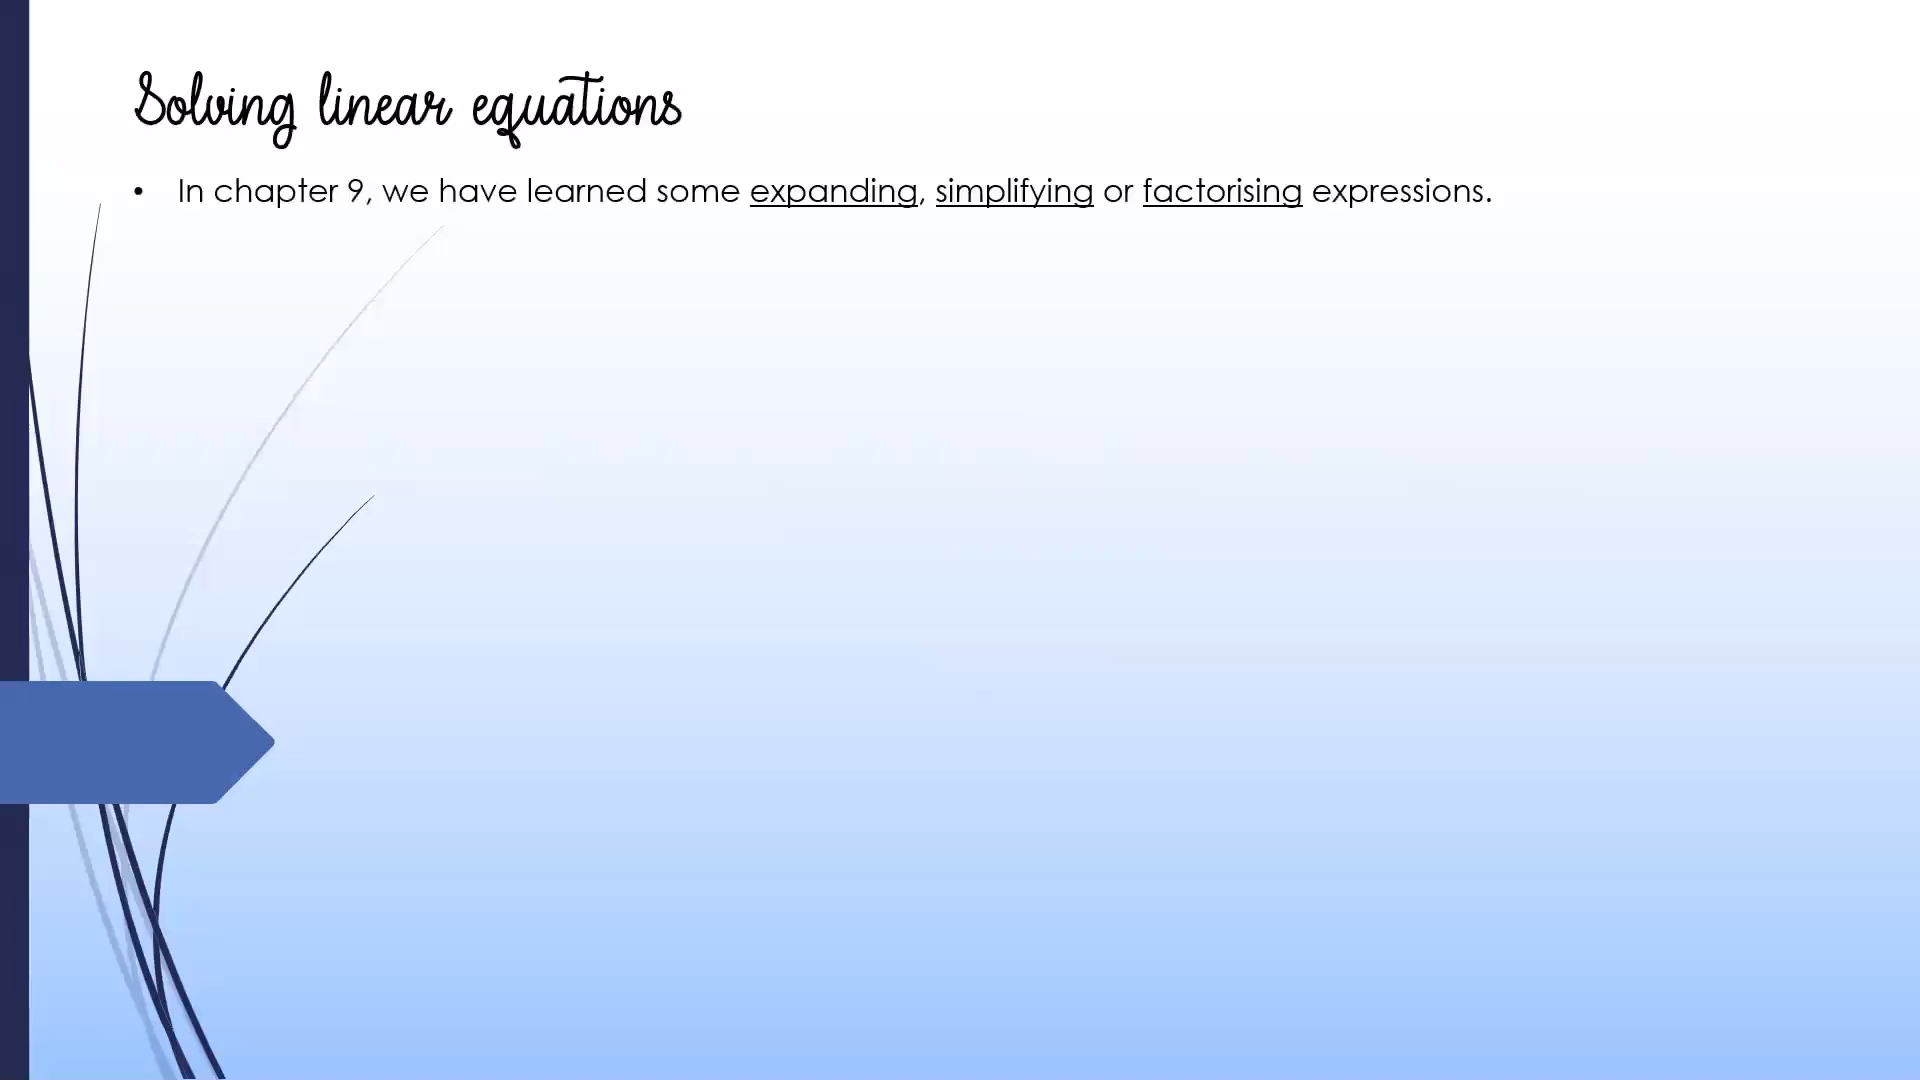 Solving linear equations
• In chapter 9, we have learned some expanding, simplifying or factorising expressions.